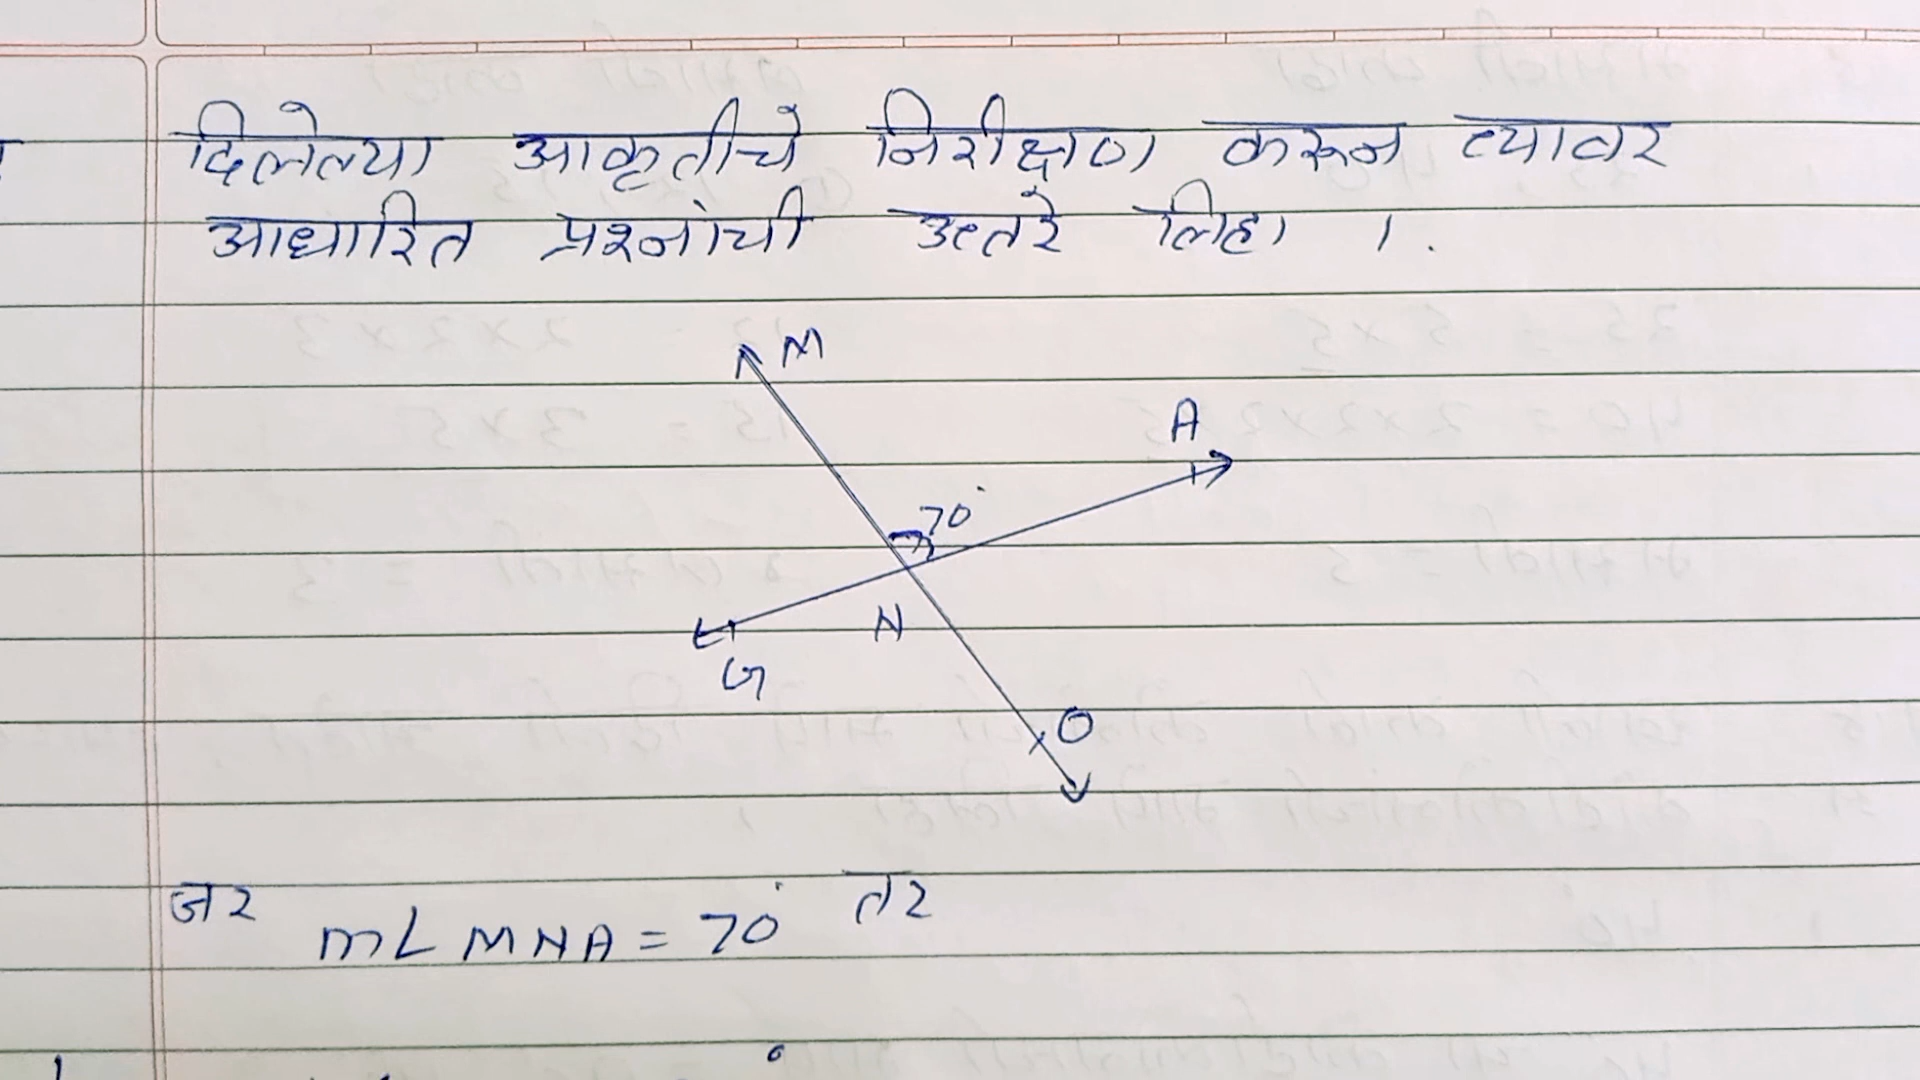 दिलेल्या आकृतीचे निरीक्षण करून त्यावर
आधारित प्रश्नांची उत्तरे लिहा ।.
M
A
70°
N
G
O
जर m∠MNA = 70° तर